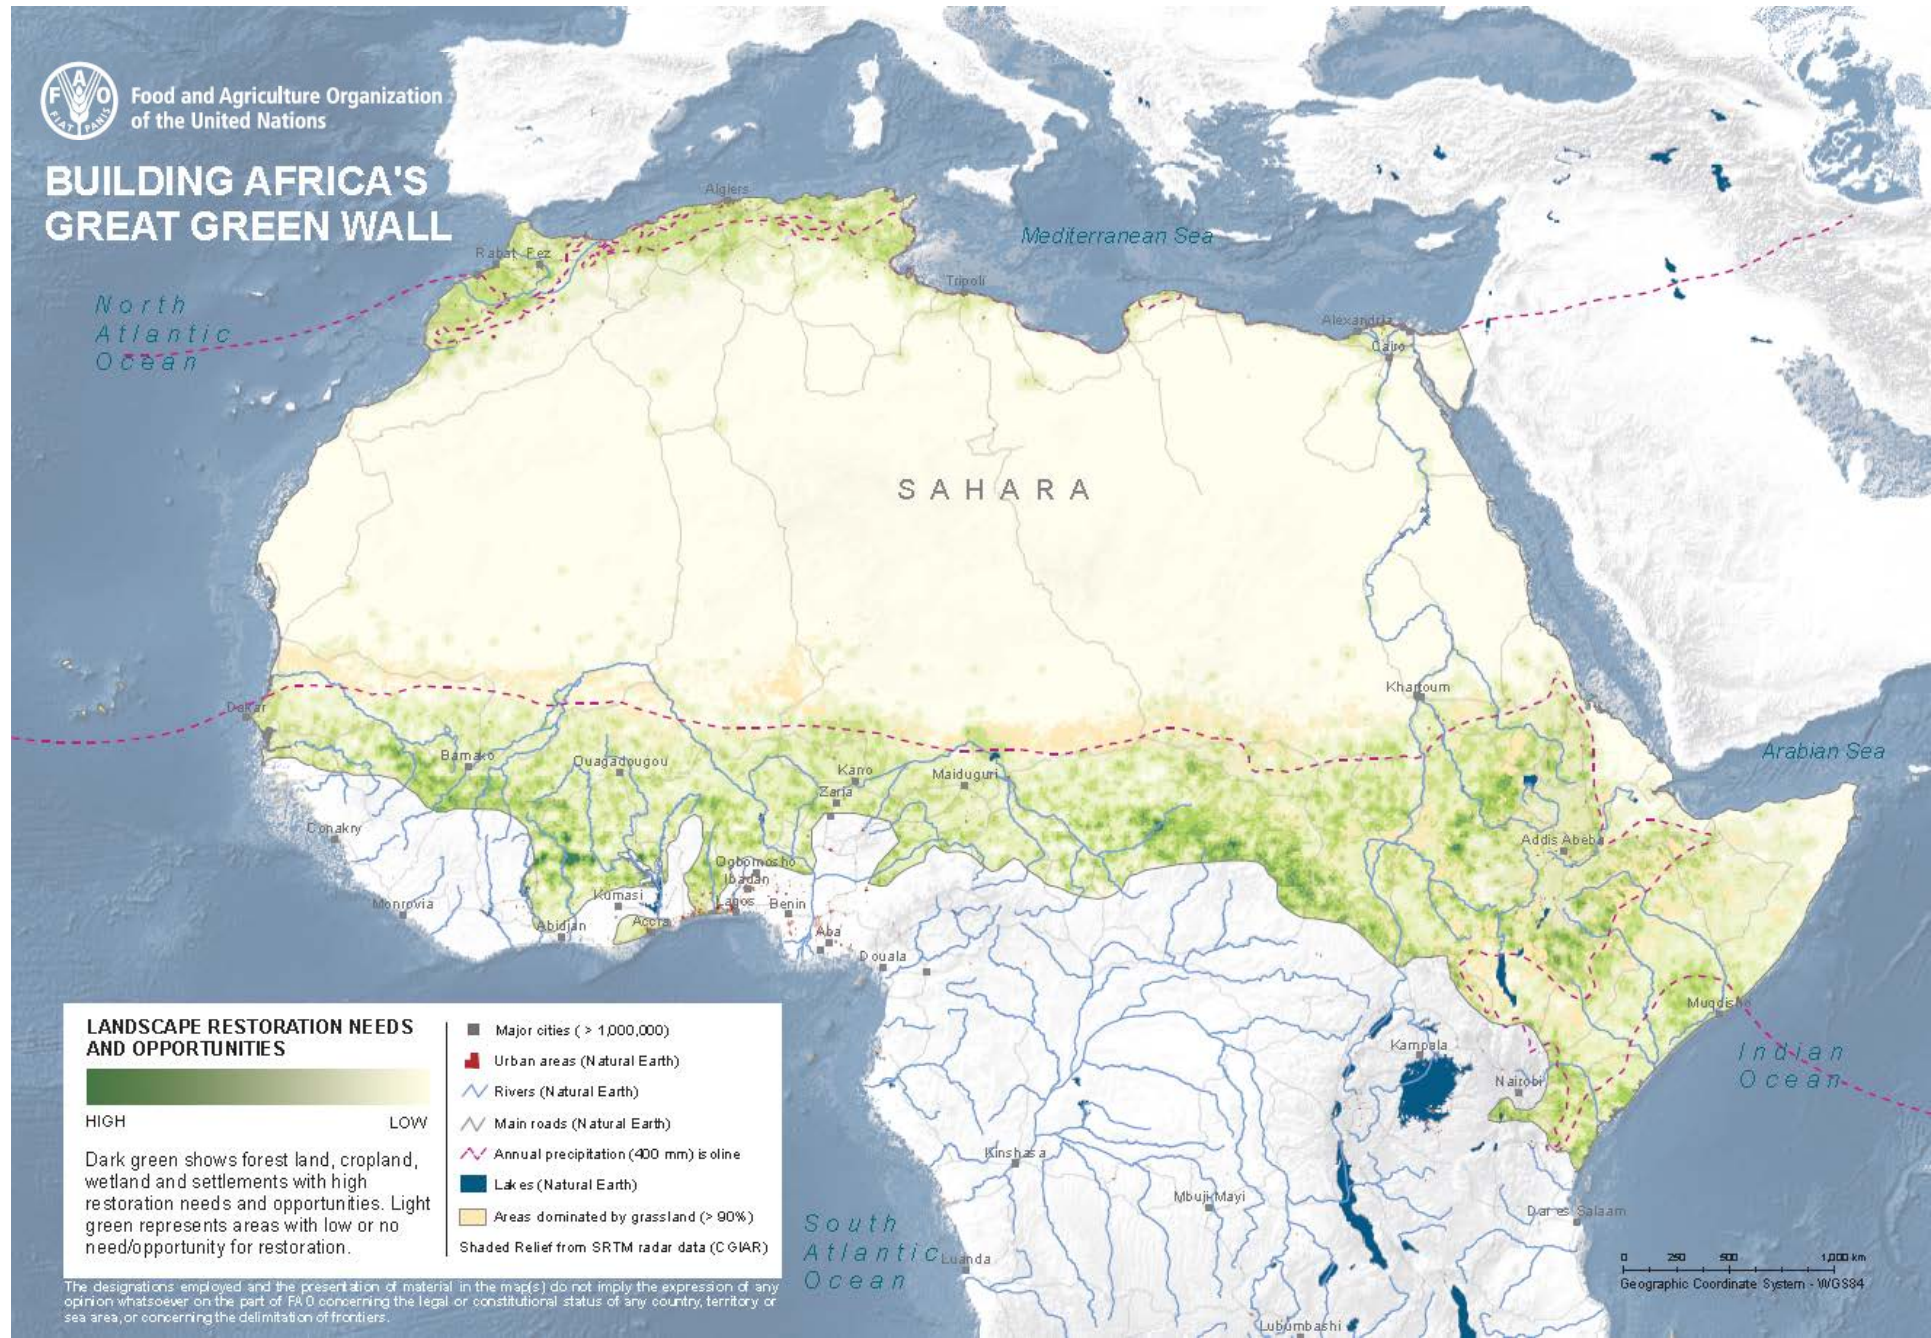 FAO
FIAT PANIS
Food and Agriculture Organization
of the United Nations
BUILDING AFRICA'S
GREAT GREEN WALL
Algiers
Rabat Fez
Mediterranean Sea
Tripoli
North
Atlantic
Ocean
Alexandria
Cairo
SAHARA
Khartoum
Dakar
Arabian Sea
Bamako
Ouagadougou
Kano
Maiduguri
Zaria
Conakry
Addis Abeba
Ogbomosho
Ibadan
Kumasi
Lagos
Benin
Monrovia
Abidjan
Accra
Aba
Douala
Muqdisho
Kampala
Indian
Ocean
Nairobi
Kinshasa
Mbuji-Mayi
Dar es Salaam
South
Atlantic
Ocean
Luanda
Lubumbashi
LANDSCAPE RESTORATION NEEDS
AND OPPORTUNITIES
HIGH
LOW
Dark green shows forest land, cropland,
wetland and settlements with high
restoration needs and opportunities. Light
green represents areas with low or no
need/opportunity for restoration.
Major cities ( > 1,000,000)
Urban areas (Natural Earth)
Rivers (Natural Earth)
Main roads (Natural Earth)
Annual precipitation (400 mm) isoline
Lakes (Natural Earth)
Areas dominated by grassland (> 90%)
Shaded Relief from SRTM radar data (CGIAR)
The designations employed and the presentation of material in the map(s) do not imply the expression of any
opinion whatsoever on the part of FAO concerning the legal or constitutional status of any country, territory or
sea area, or concerning the delimitation of frontiers.
0 250 500 1,000 km
Geographic Coordinate System - WGS84